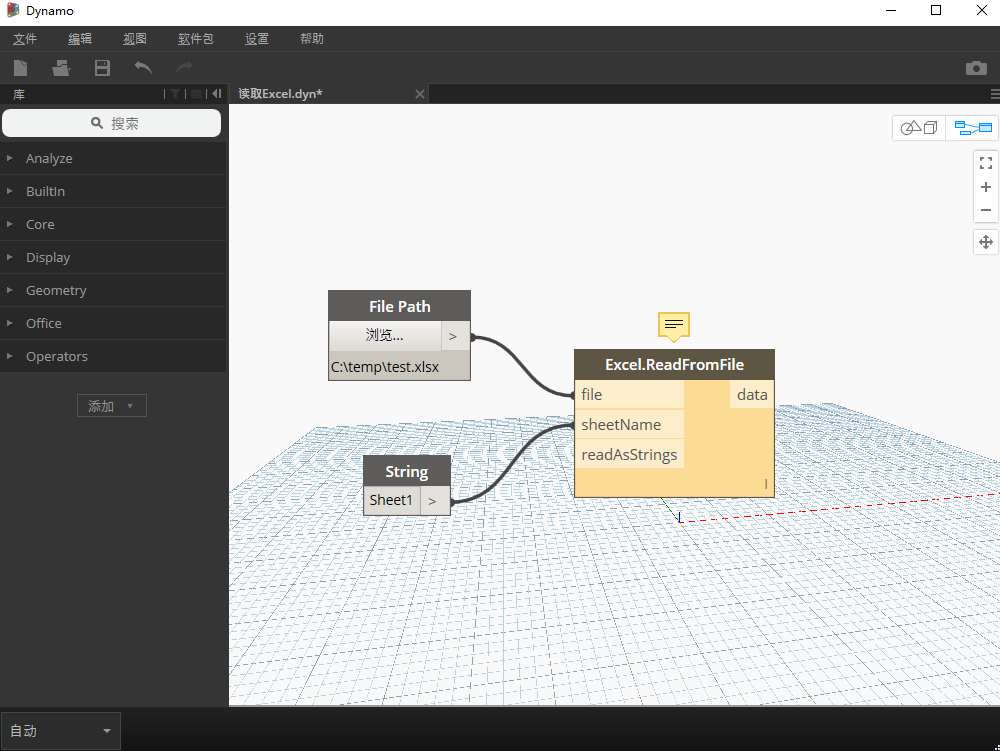 Dynamo
文件 编辑 视图 软件包 设置 帮助
库
读取Excel.dyn*
搜索
Analyze
BuiltIn
Core
Display
Geometry
Office
Operators
添加
File Path
浏览... >
C:\temp\test.xlsx
String
Sheet1 >
Excel.ReadFromFile
file data
sheetName
readAsStrings
l
自动